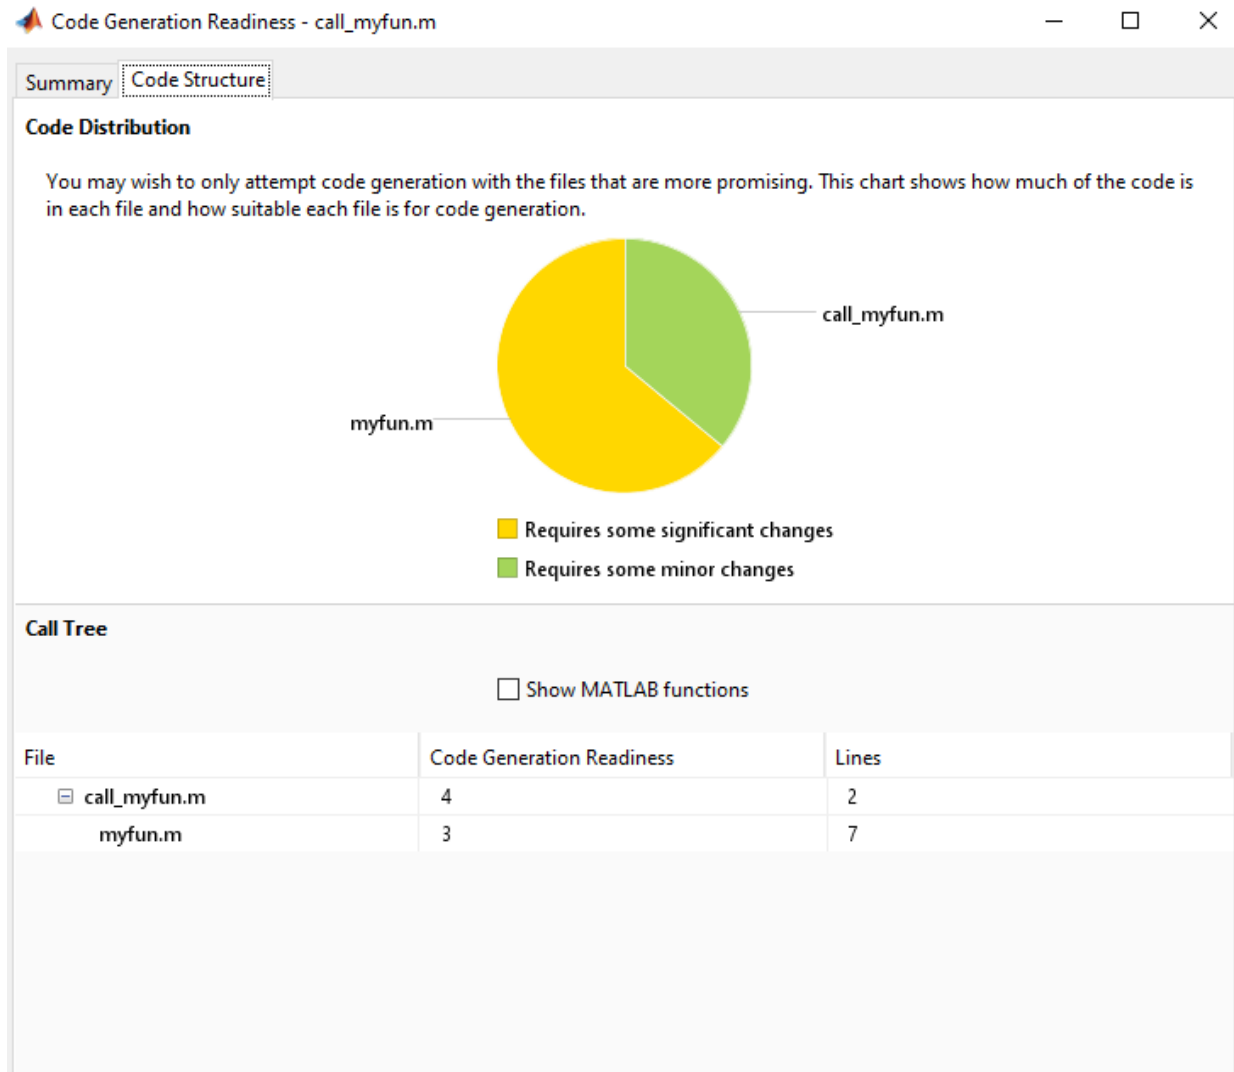 Code Generation Readiness - call_myfun.m
Summary
Code Structure
Code Distribution
You may wish to only attempt code generation with the files that are more promising. This chart shows how much of the code is
in each file and how suitable each file is for code generation.
call_myfun.m
myfun.m
Requires some significant changes
Requires some minor changes
Call Tree
Show MATLAB functions
File Code Generation Readiness Lines
call_myfun.m 4 2
myfun.m 3 7